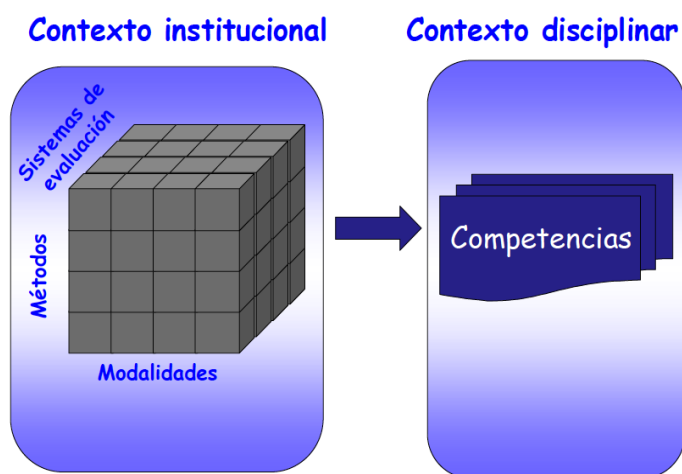 Contexto institucional
Contexto disciplinar
Sistemas de
evaluación
Métodos
Modalidades
Competencias